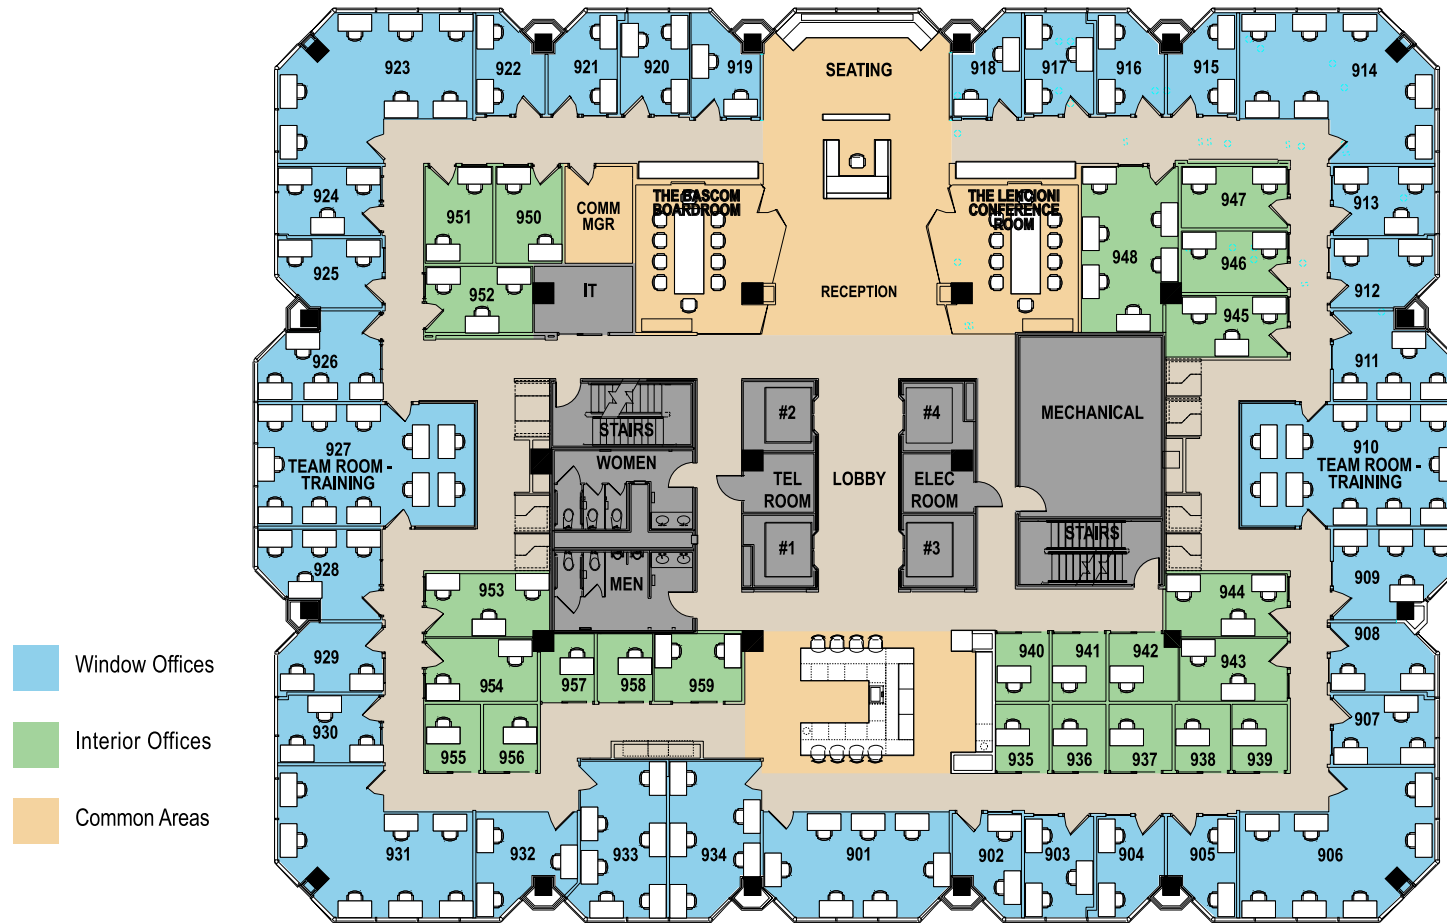 923
922
921
920
919
SEATING
918
917
916
915
914
924
951
950
COMM
MGR
THE BASCOM
BOARDROOM
THE LENCIONI
CONFERENCE
ROOM
948
947
913
925
952
IT
RECEPTION
946
912
945
926
911
#2
#4
MECHANICAL
STAIRS
927
TEAM ROOM -
TRAINING
WOMEN
TEL
ROOM
LOBBY
ELEC
ROOM
910
TEAM ROOM -
TRAINING
#1
#3
STAIRS
928
MEN
909
953
944
929
954
957
958
959
940
941
942
943
908
Window Offices
930
955
956
935
936
937
938
939
907
Interior Offices
Common Areas
931
932
933
934
901
902
903
904
905
906